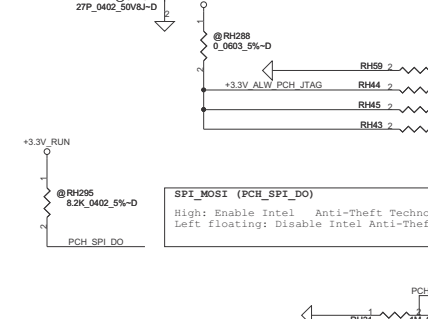 27P_0402_50V8J~D
2
1
@RH288
0_0603_5%~D
2
RH59 2
+3.3V_ALW_PCH_JTAG RH44 2
RH45 2
RH43 2
+3.3V_RUN
1
@RH295
8.2K_0402_5%~D
2
PCH_SPI_DO
SPI_MOSI (PCH_SPI_DO)
High: Enable Intel Anti-Theft Techno
Left floating: Disable Intel Anti-Thef
PCH
1 2